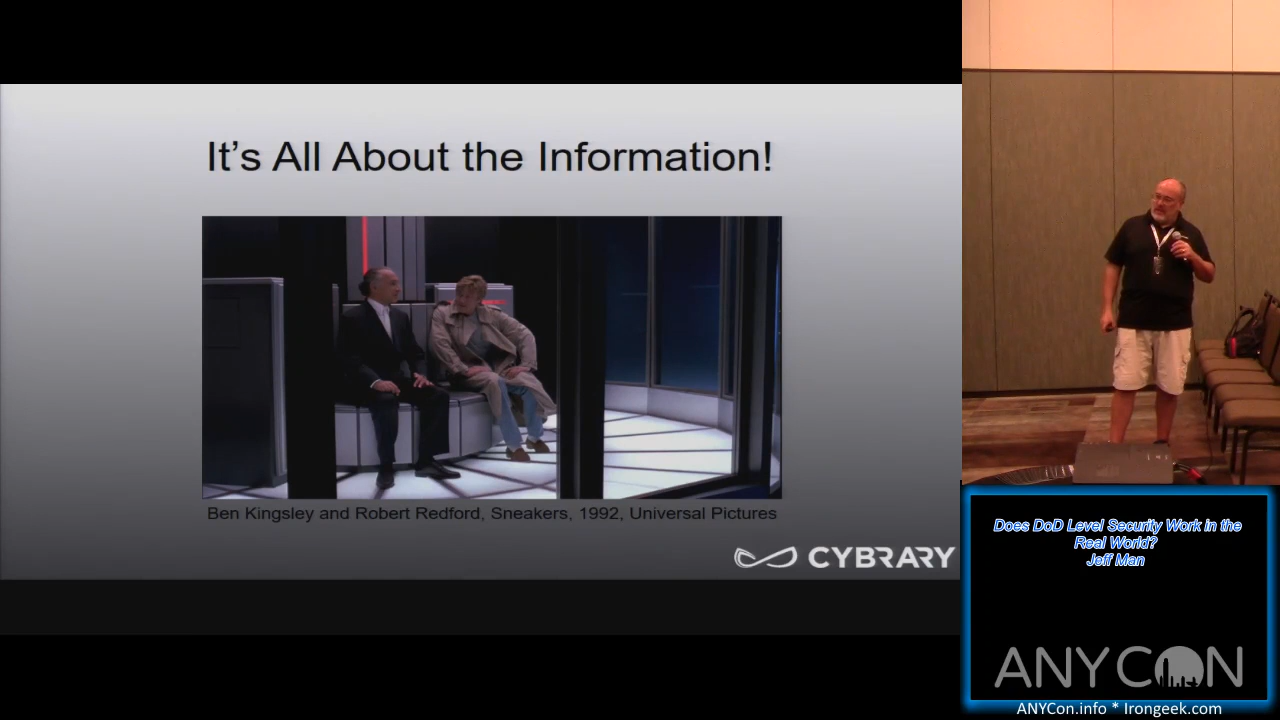 It's All About the Information!
Ben Kingsley and Robert Redford, Sneakers, 1992, Universal Pictures
CYBRARY
Does DoD Level Security Work in the
Real World?
Jeff Man
ANYCON
ANYCon.info * Irongeek.com